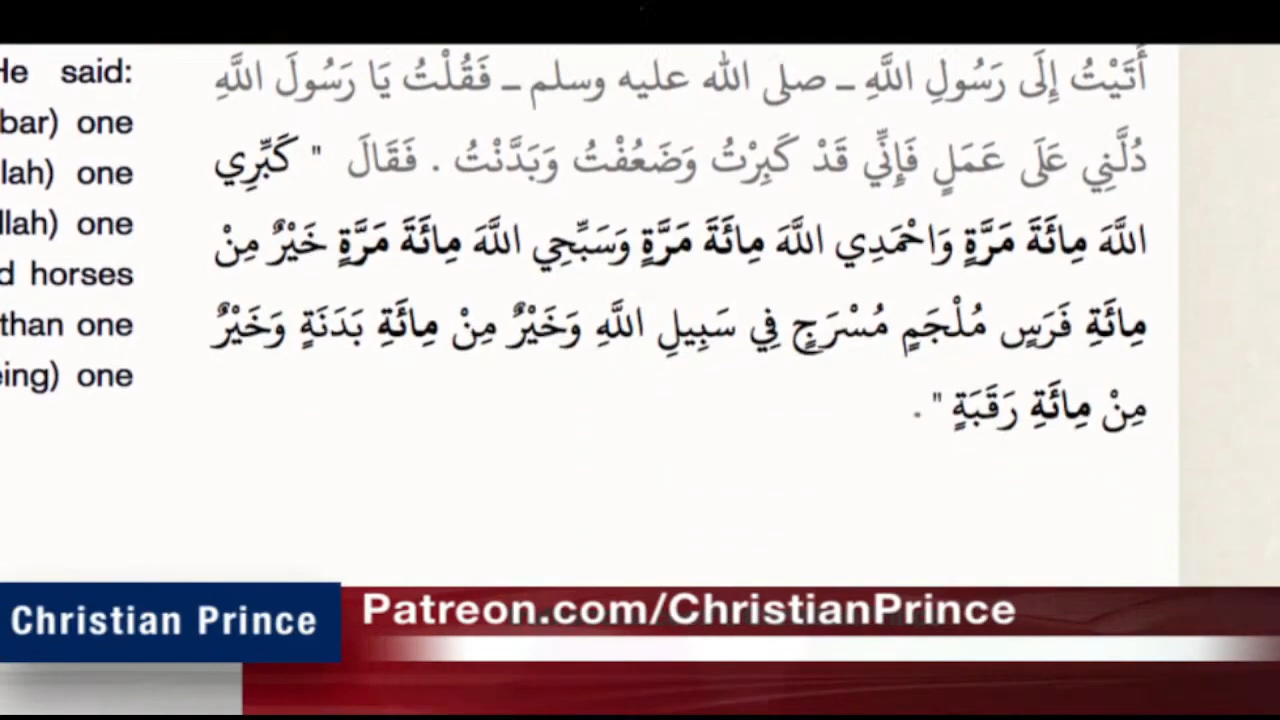 He said:
bar) one
lah) one
llah) one
d horses
than one
eing) one
أَتَيْتُ إِلَى رَسُولِ اللَّهِ ـ صلى الله عليه وسلم ـ فَقُلْتُ يَا رَسُولَ اللَّهِ
دُلَّنِي عَلَى عَمَلٍ فَإِنِّي قَدْ كَبِرْتُ وَضَعُفْتُ وَبَدَّنْتُ . فَقَالَ " كَبِّرِي
اللَّهَ مِائَةَ مَرَّةٍ وَاحْمَدِي اللَّهَ مِائَةَ مَرَّةٍ وَسَبِّحِي اللَّهَ مِائَةَ مَرَّةٍ خَيْرٌ مِنْ
مِائَةِ فَرَسٍ مُلْجَمٍ مُسْرَجٍ فِي سَبِيلِ اللَّهِ وَخَيْرٌ مِنْ مِائَةِ بَدَنَةٍ وَخَيْرٌ
مِنْ مِائَةِ رَقَبَةٍ " .
Christian Prince
Patreon.com/ChristianPrince